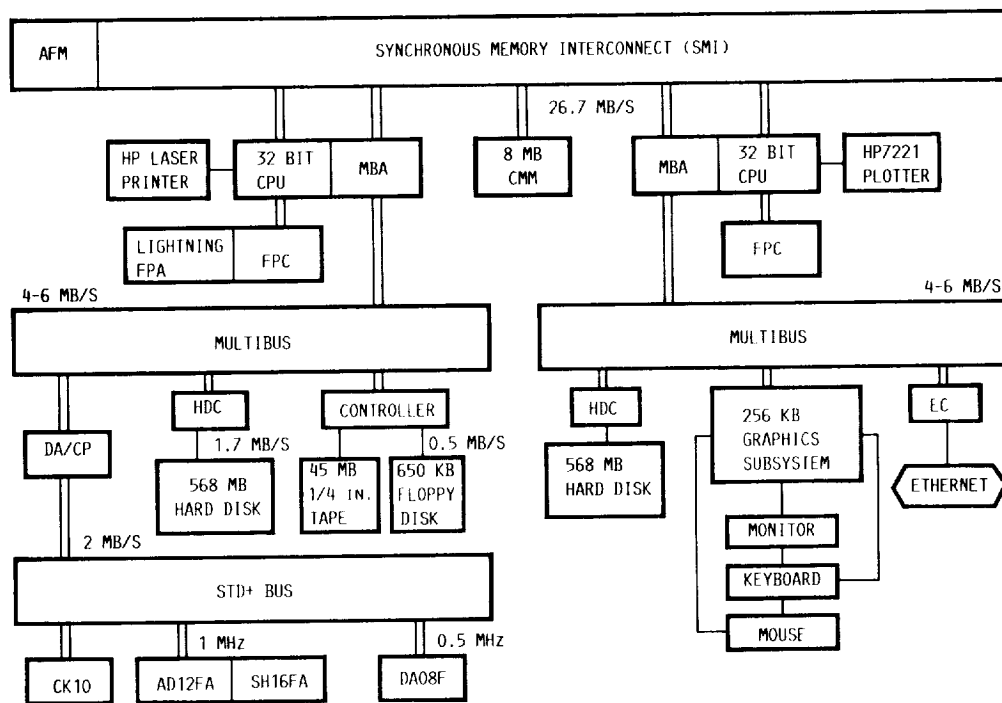 AFM
SYNCHRONOUS MEMORY INTERCONNECT (SMI)
26.7 MB/S
HP LASER
PRINTER
32 BIT
CPU
MBA
8 MB
CMM
MBA
32 BIT
CPU
HP7221
PLOTTER
LIGHTNING
FPA
FPC
FPC
4-6 MB/S
4-6 MB/S
MULTIBUS
MULTIBUS
HDC
CONTROLLER
HDC
256 KB
GRAPHICS
SUBSYSTEM
EC
DA/CP
1.7 MB/S
0.5 MB/S
568 MB
HARD DISK
45 MB
1/4 IN.
TAPE
650 KB
FLOPPY
DISK
568 MB
HARD DISK
ETHERNET
MONITOR
KEYBOARD
MOUSE
2 MB/S
STD+ BUS
1 MHz
0.5 MHz
CK10
AD12FA
SH16FA
DA08F